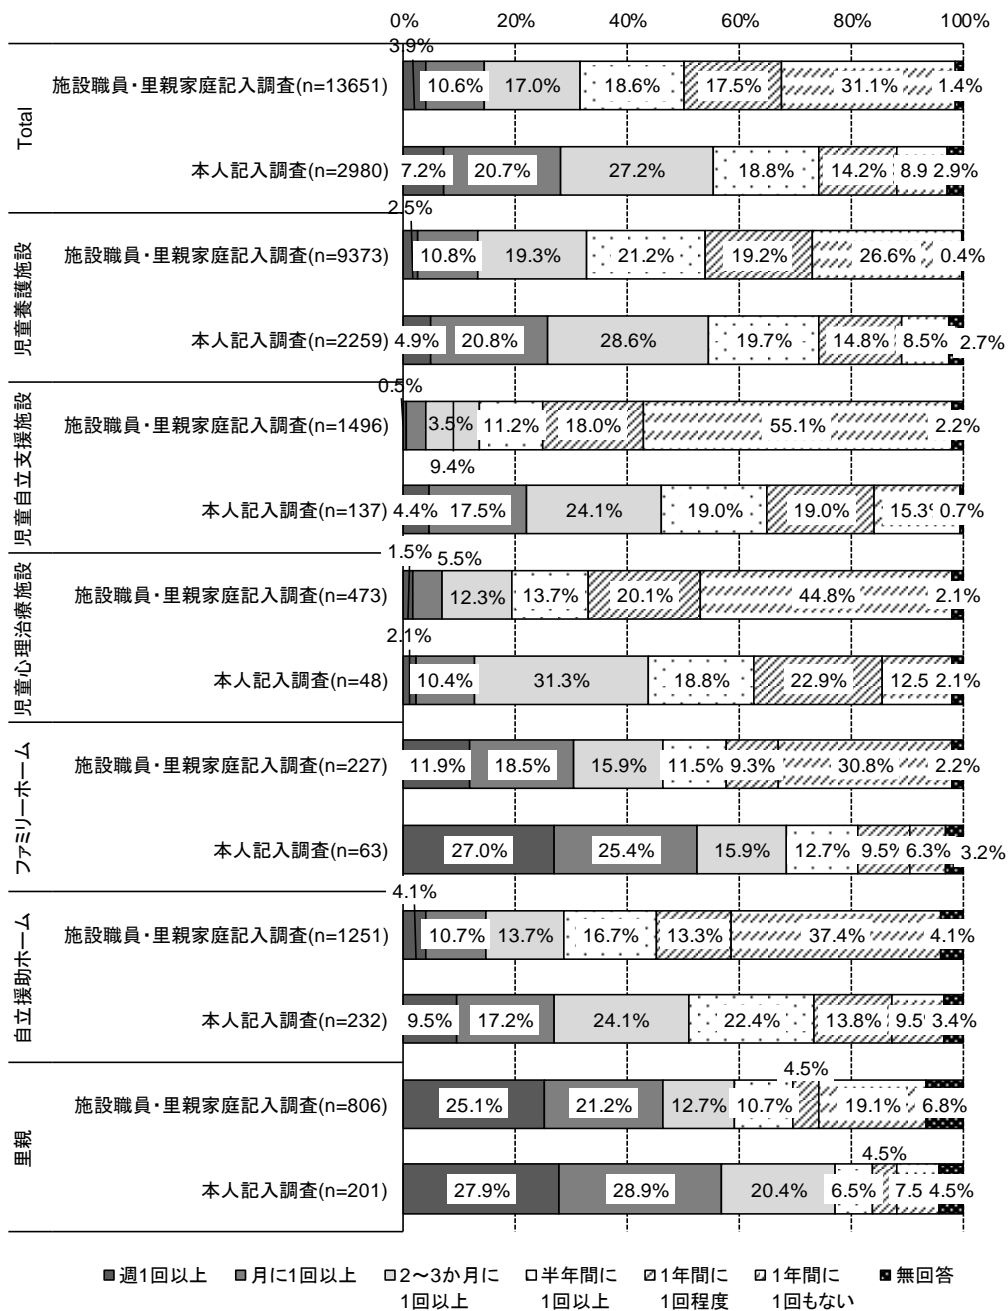 0% 20% 40% 60% 80% 100%
Total
3.9%
施設職員・里親家庭記入調査(n=13651) 10.6% 17.0% 18.6% 17.5% 31.1% 1.4%
本人記入調査(n=2980) 7.2% 20.7% 27.2% 18.8% 14.2% 8.9 2.9%
児童養護施設
2.5%
施設職員・里親家庭記入調査(n=9373) 10.8% 19.3% 21.2% 19.2% 26.6% 0.4%
本人記入調査(n=2259) 4.9% 20.8% 28.6% 19.7% 14.8% 8.5% 2.7%
児童自立支援施設
0.5%
施設職員・里親家庭記入調査(n=1496) 3.5% 11.2% 18.0% 55.1% 2.2%
9.4%
本人記入調査(n=137) 4.4% 17.5% 24.1% 19.0% 19.0% 15.3% 0.7%
児童心理治療施設
1.5% 5.5%
施設職員・里親家庭記入調査(n=473) 12.3% 13.7% 20.1% 44.8% 2.1%
2.1%
本人記入調査(n=48) 10.4% 31.3% 18.8% 22.9% 12.5 2.1%
ファミリーホーム
施設職員・里親家庭記入調査(n=227) 11.9% 18.5% 15.9% 11.5% 9.3% 30.8% 2.2%
本人記入調査(n=63) 27.0% 25.4% 15.9% 12.7% 9.5% 6.3% 3.2%
自立援助ホーム
4.1%
施設職員・里親家庭記入調査(n=1251) 10.7% 13.7% 16.7% 13.3% 37.4% 4.1%
本人記入調査(n=232) 9.5% 17.2% 24.1% 22.4% 13.8% 9.5 3.4%
里親
4.5%
施設職員・里親家庭記入調査(n=806) 25.1% 21.2% 12.7% 10.7% 19.1% 6.8%
4.5%
本人記入調査(n=201) 27.9% 28.9% 20.4% 6.5% 7.5 4.5%
週1回以上 月に1回以上 2～3か月に 半年間に 1年間に 1年間に 無回答
1回以上 1回以上 1回程度 1回もない